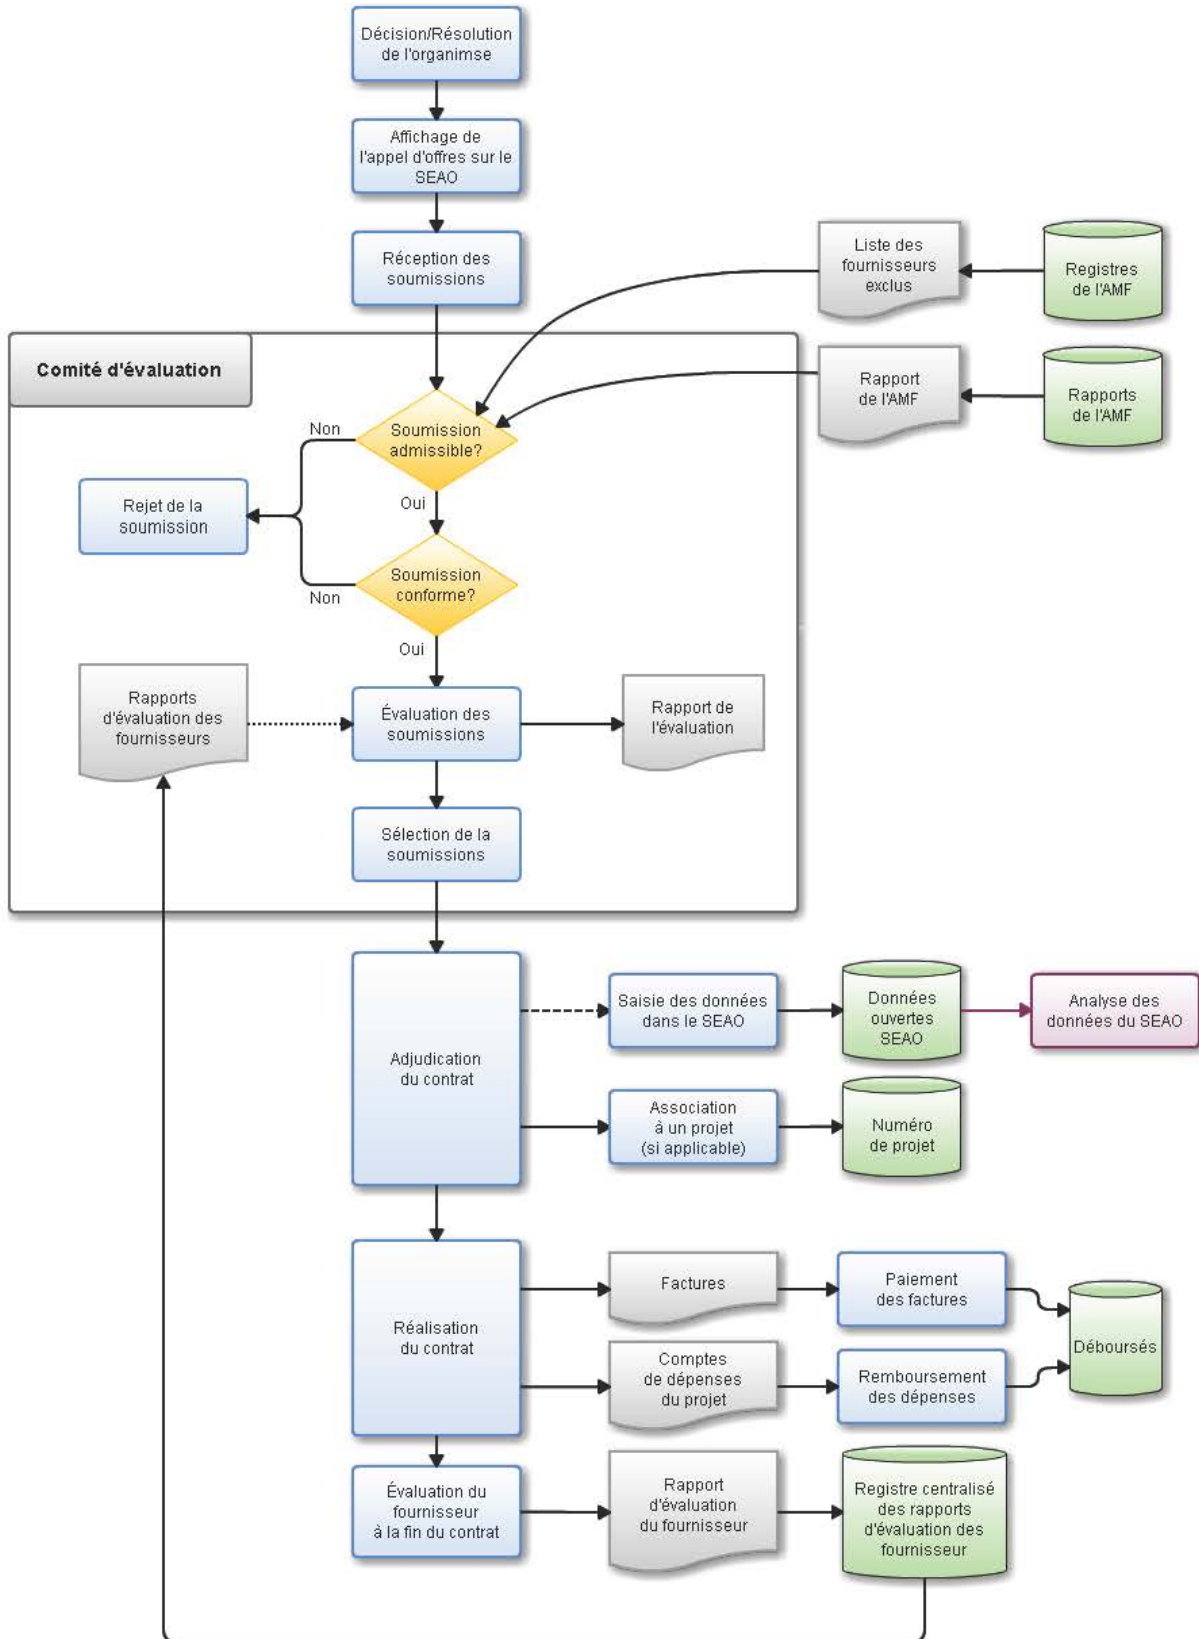 Décision/Résolution
de l'organimse
Affichage de
l'appel d'offres sur le
SEAO
Réception des
soumissions
Liste des
fournisseurs
exclus
Registres
de l'AMF
Rapport
de l'AMF
Rapports
de l'AMF
Comité d'évaluation
Soumission
admissible?
Non
Oui
Rejet de la
soumission
Soumission
conforme?
Non
Oui
Rapports
d'évaluation des
fournisseurs
Évaluation des
soumissions
Rapport de
l'évaluation
Sélection de la
soumissions
Adjudication
du contrat
Saisie des données
dans le SEAO
Données
ouvertes
SEAO
Analyse des
données du SEAO
Association
à un projet
(si applicable)
Numéro
de projet
Réalisation
du contrat
Factures
Paiement
des factures
Déboursés
Comptes
de dépenses
du projet
Remboursement
des dépenses
Évaluation du
fournisseur
à la fin du contrat
Rapport
d'évaluation
du fournisseur
Registre centralisé
des rapports
d'évaluation des
fournisseur